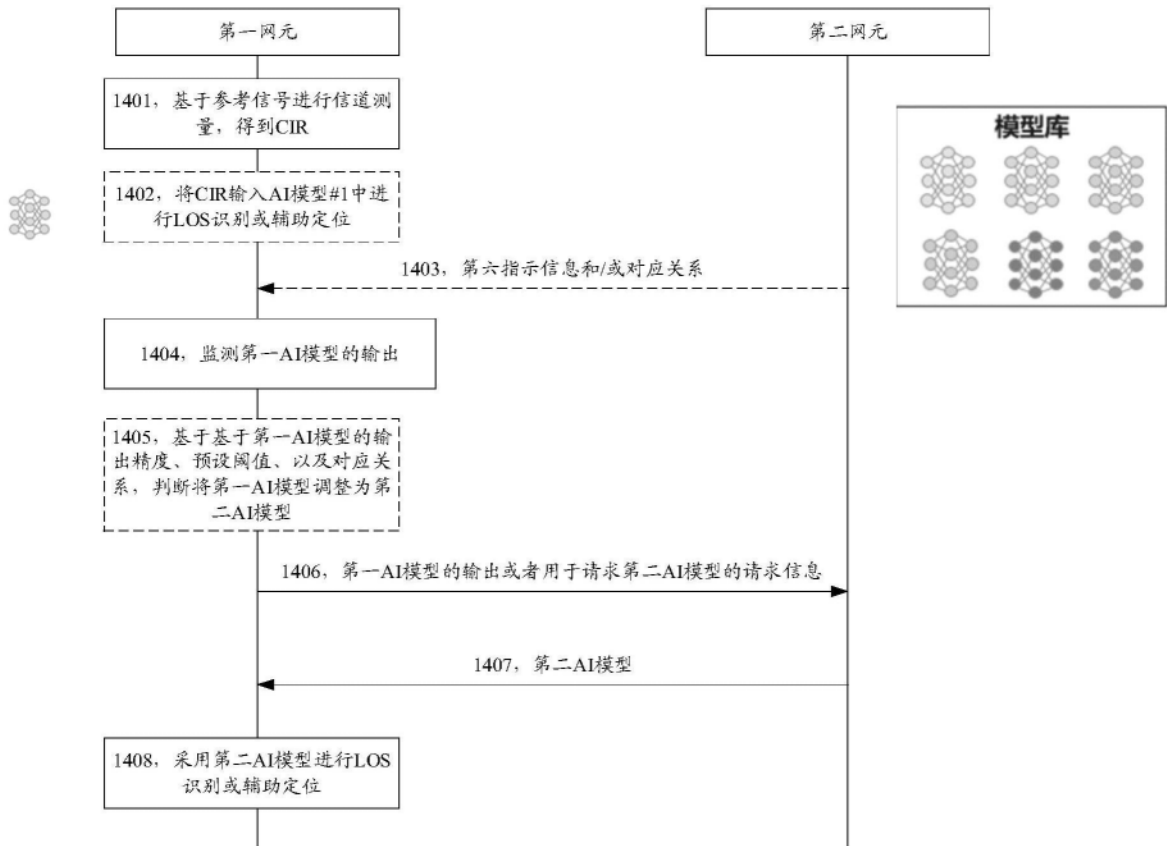 第一网元
第二网元
1401，基于参考信号进行信道测
量，得到CIR
模型库
1402，将CIR输入AI模型#1中进
行LOS识别或辅助定位
1403，第六指示信息和/或对应关系
1404，监测第一AI模型的输出
1405，基于基于第一AI模型的输
出精度、预设阈值、以及对应关
系，判断将第一AI模型调整为第
二AI模型
1406，第一AI模型的输出或者用于请求第二AI模型的请求信息
1407，第二AI模型
1408，采用第二AI模型进行LOS
识别或辅助定位